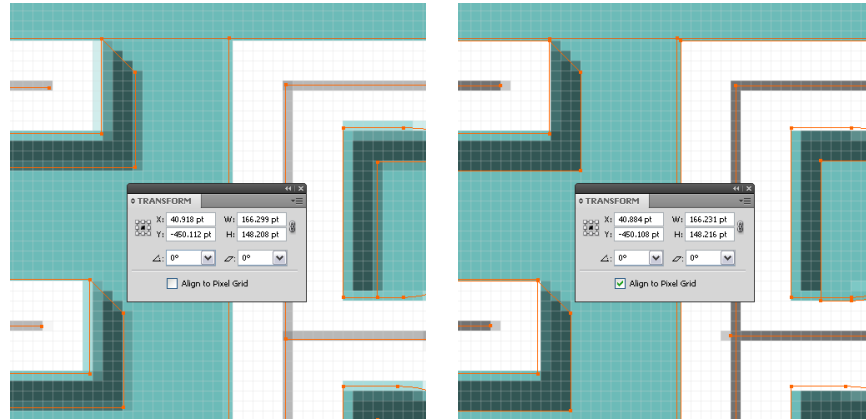 TRANSFORM
X: 40.918 pt W: 166.299 pt
Y: -450.112 pt H: 148.208 pt
0° 0°
Align to Pixel Grid
TRANSFORM
X: 40.884 pt W: 166.231 pt
Y: -450.108 pt H: 148.216 pt
0° 0°
Align to Pixel Grid